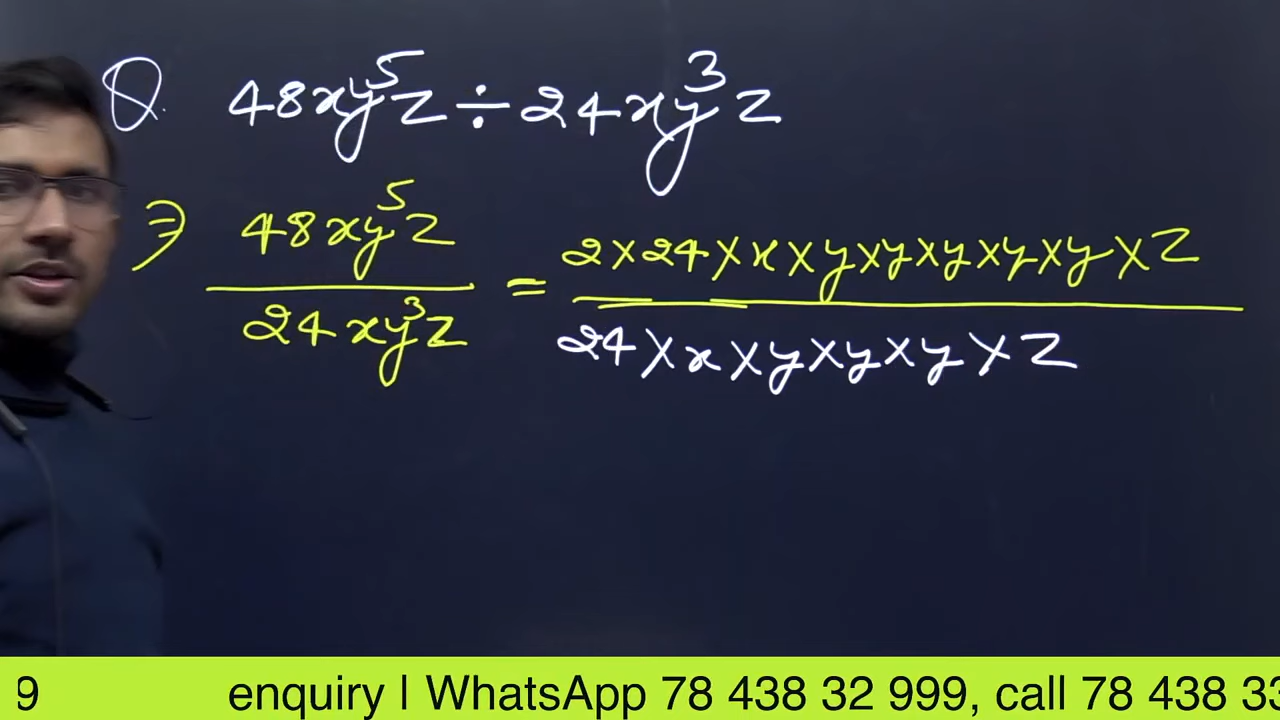 Q. 48xy⁵z ÷ 24xy³z
⇒ 48xy⁵z / 24xy³z = 2×24×x×y×y×y×y×y×z / 24×x×y×y×y×z
9 enquiry | WhatsApp 78 438 32 999, call 78 438 33